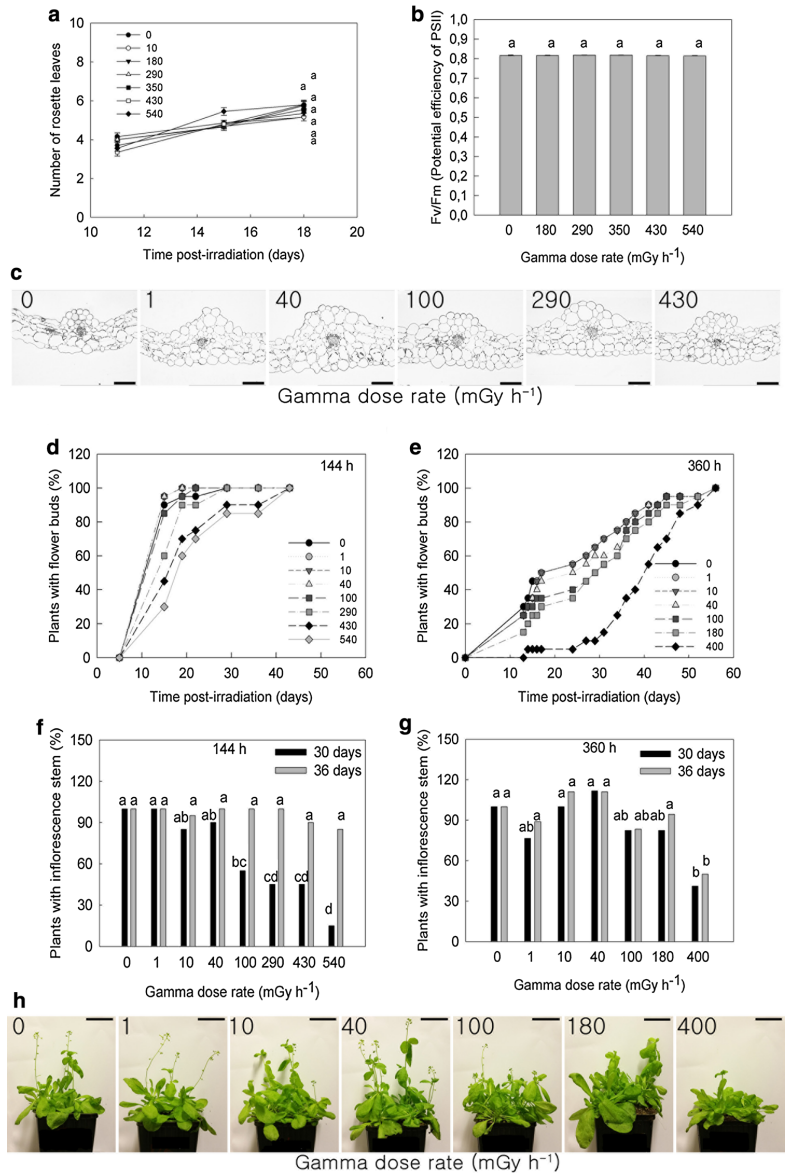 a
10
8
6
4
2
0
Number of rosette leaves
0
10
180
290
350
430
540
a
a
a
a
a
a
10 12 14 16 18 20
Time post-irradiation (days)
b
1,0
0,9
0,8
0,7
0,6
0,5
0,4
0,3
0,2
0,1
0,0
Fv/Fm (Potential efficiency of PSII)
a a a a a a
0 180 290 350 430 540
Gamma dose rate (mGy h-1)
c
0 1 40 100 290 430
Gamma dose rate (mGy h−1)
d
120
100
80
60
40
20
0
Plants with flower buds (%)
144 h
0
1
10
40
100
290
430
540
0 10 20 30 40 50 60
Time post-irradiation (days)
e
120
100
80
60
40
20
0
Plants with flower buds (%)
360 h
0
1
10
40
100
180
400
0 10 20 30 40 50 60
Time post-irradiation (days)
f
150
120
90
60
30
0
Plants with inflorescence stem (%)
144 h
30 days
36 days
a a a a ab a ab a bc a cd a cd a d a
0 1 10 40 100 290 430 540
Gamma dose rate (mGy h−1)
g
150
120
90
60
30
0
Plants with inflorescence stem (%)
360 h
30 days
36 days
a a ab a a a a a ab ab ab a b b
0 1 10 40 100 180 400
Gamma dose rate (mGy h−1)
h
0 1 10 40 100 180 400
Gamma dose rate (mGy h−1)